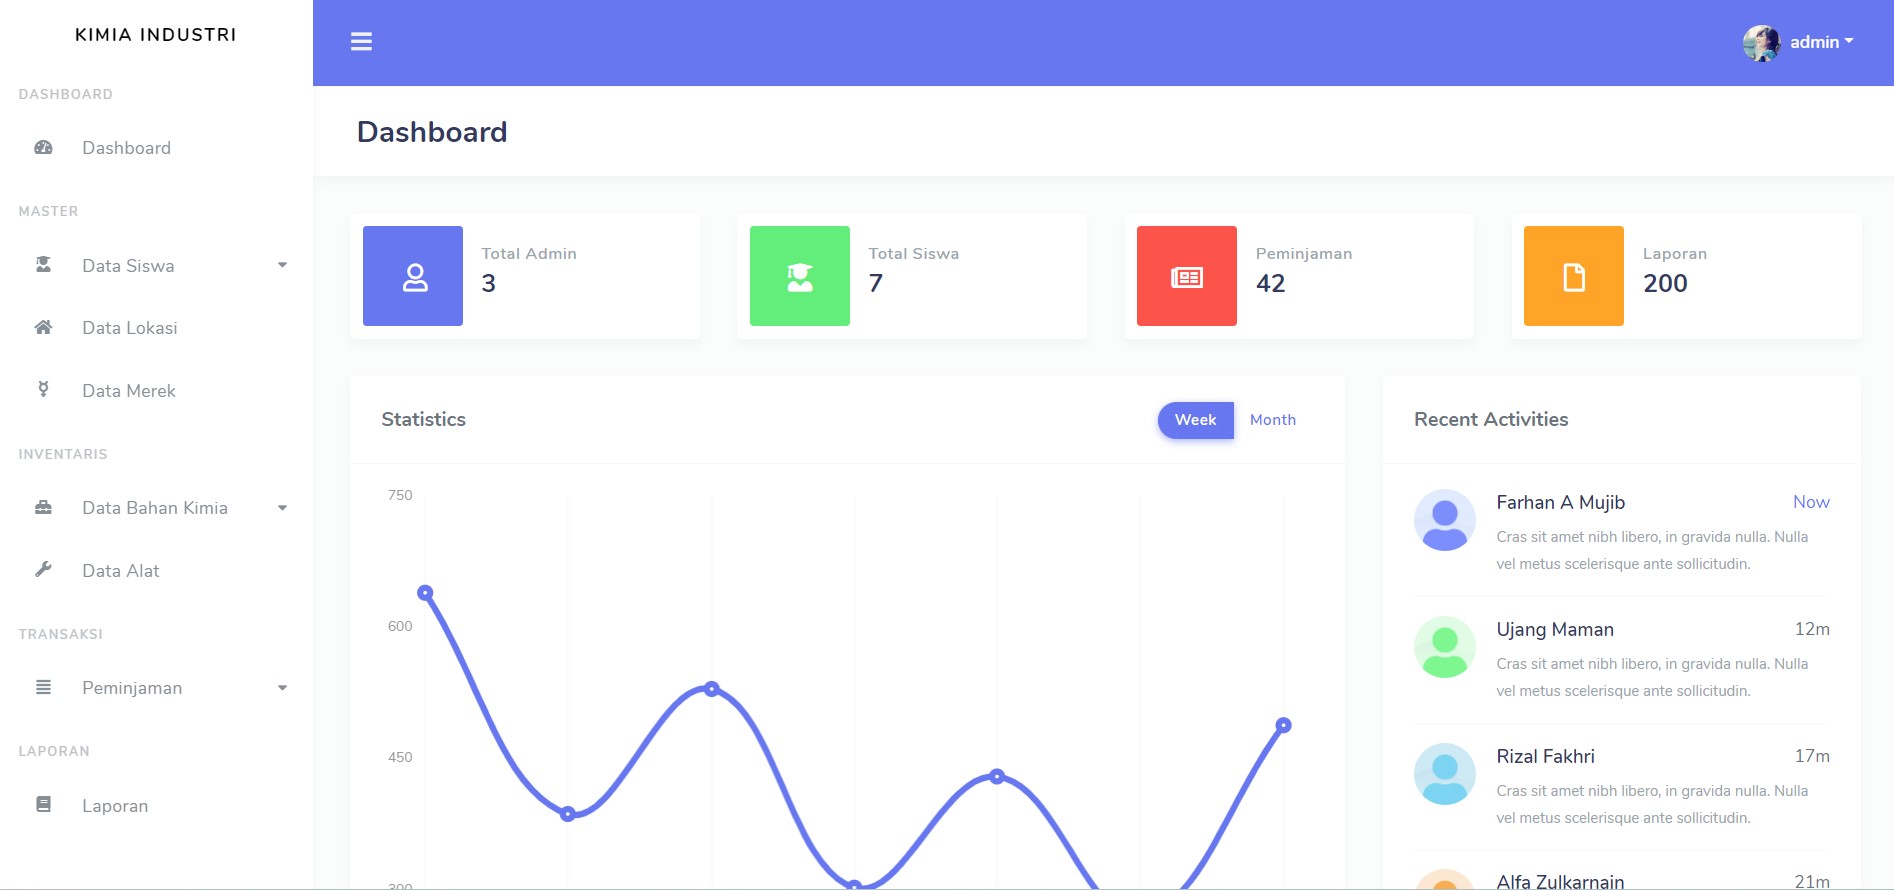 KIMIA INDUSTRI
DASHBOARD
Dashboard
MASTER
Data Siswa
Data Lokasi
Data Merek
INVENTARIS
Data Bahan Kimia
Data Alat
TRANSAKSI
Peminjaman
LAPORAN
Laporan
admin
Dashboard
Total Admin
3
Total Siswa
7
Peminjaman
42
Laporan
200
Statistics
Week
Month
750
600
450
300
Recent Activities
Farhan A Mujib
Now
Cras sit amet nibh libero, in gravida nulla. Nulla
vel metus scelerisque ante sollicitudin.
Ujang Maman
12m
Cras sit amet nibh libero, in gravida nulla. Nulla
vel metus scelerisque ante sollicitudin.
Rizal Fakhri
17m
Cras sit amet nibh libero, in gravida nulla. Nulla
vel metus scelerisque ante sollicitudin.
Alfa Zulkarnain
21m